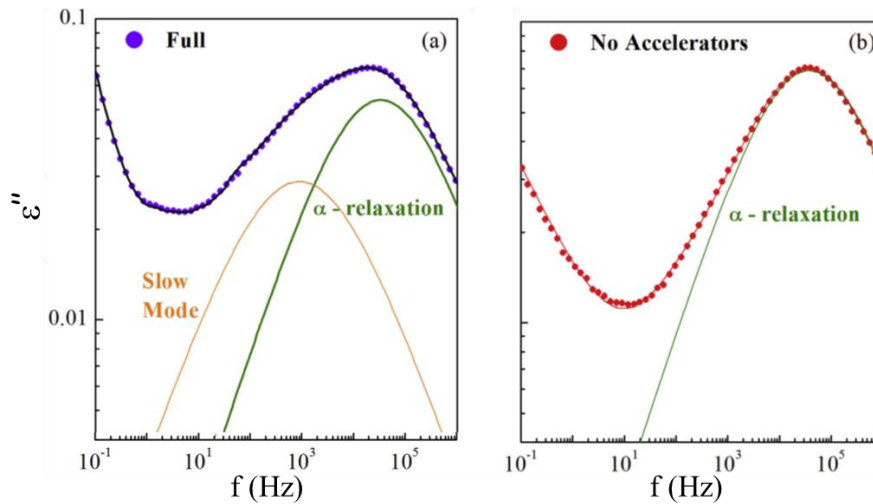 0.1
Full
(a)
No Accelerators
(b)
ε"
α - relaxation
α - relaxation
Slow
Mode
0.01
10⁻¹ 10¹ 10³ 10⁵ 10⁻¹ 10¹ 10³ 10⁵
f (Hz) f (Hz)